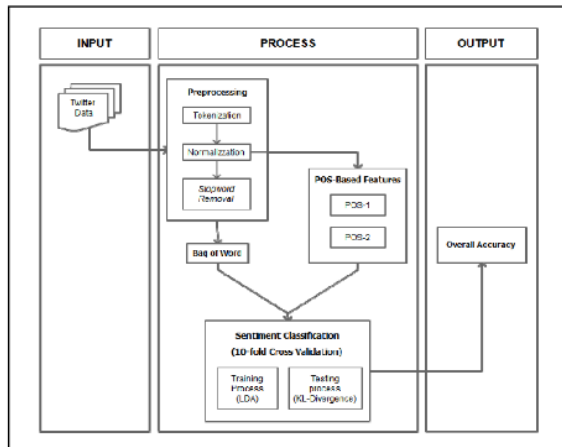 INPUT
PROCESS
OUTPUT
Twitter
Data
Preprocessing
Tokenization
Normalization
Stopword
Removal
POS-Based Features
POS-1
POS-2
Bag of Word
Overall Accuracy
Sentiment Classification
(10-fold Cross Validation)
Training
Process
(LDA)
Testing
process
(KL-Divergence)